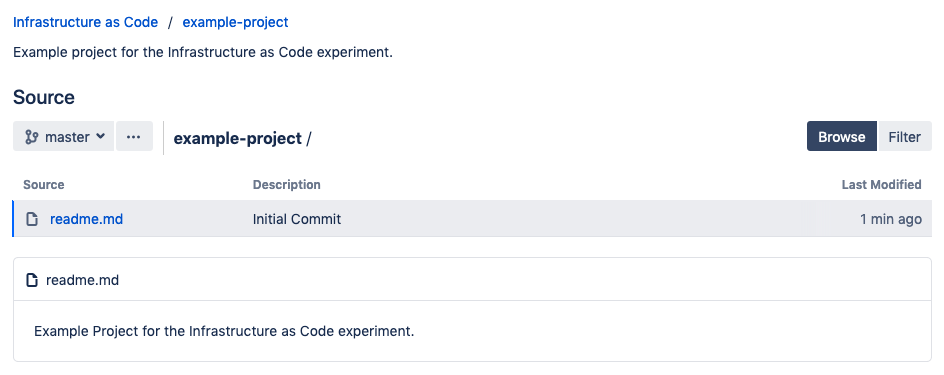 Infrastructure as Code / example-project
Example project for the Infrastructure as Code experiment.
Source
master ... example-project / Browse Filter
Source Description Last Modified
readme.md Initial Commit 1 min ago
readme.md
Example Project for the Infrastructure as Code experiment.